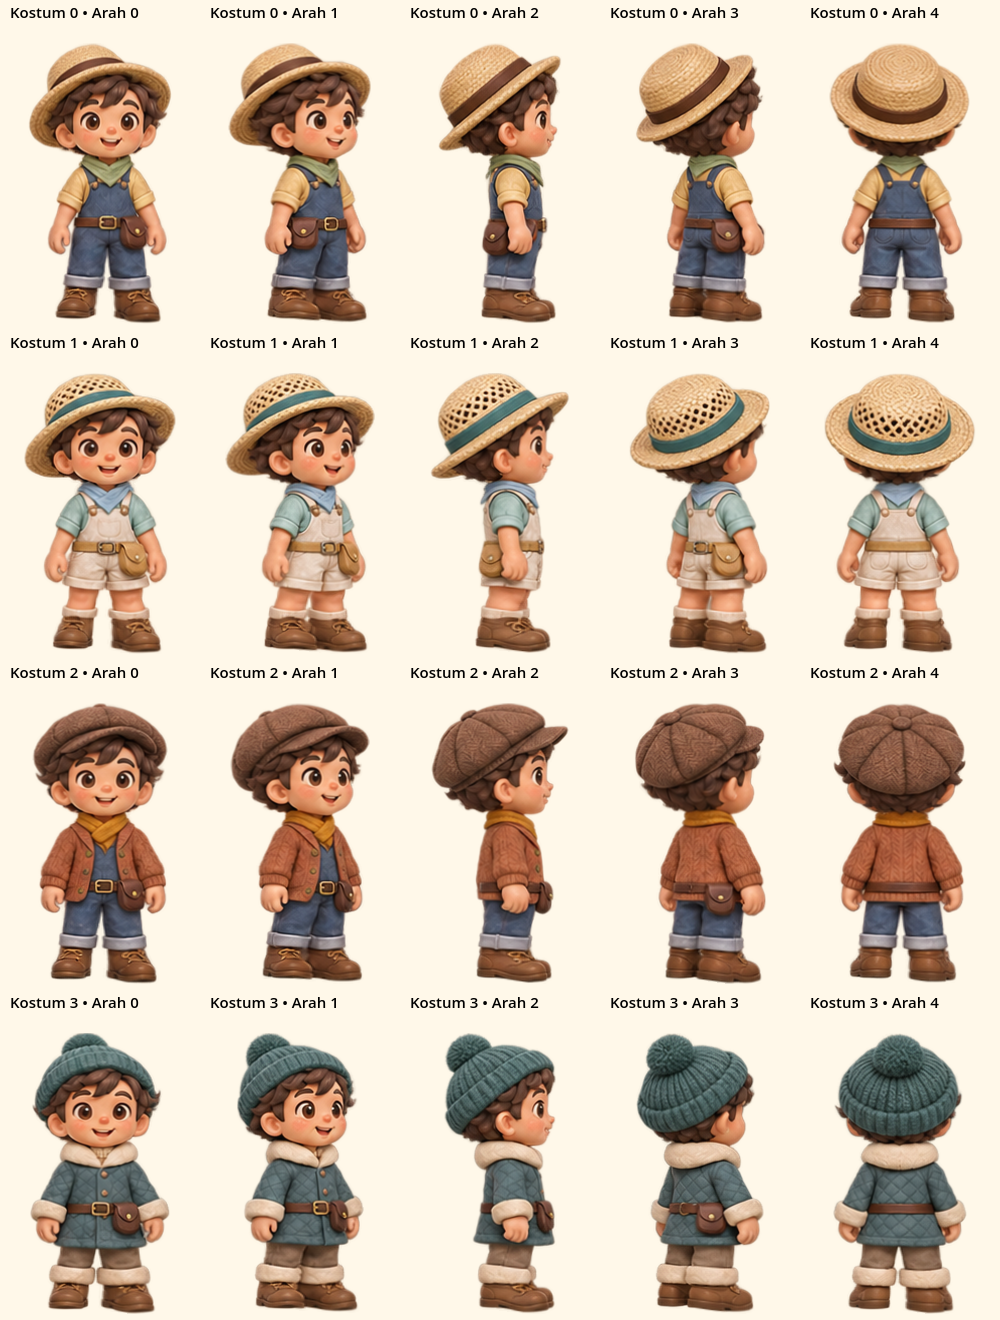 Kostum 0 • Arah 0
Kostum 0 • Arah 1
Kostum 0 • Arah 2
Kostum 0 • Arah 3
Kostum 0 • Arah 4
Kostum 1 • Arah 0
Kostum 1 • Arah 1
Kostum 1 • Arah 2
Kostum 1 • Arah 3
Kostum 1 • Arah 4
Kostum 2 • Arah 0
Kostum 2 • Arah 1
Kostum 2 • Arah 2
Kostum 2 • Arah 3
Kostum 2 • Arah 4
Kostum 3 • Arah 0
Kostum 3 • Arah 1
Kostum 3 • Arah 2
Kostum 3 • Arah 3
Kostum 3 • Arah 4